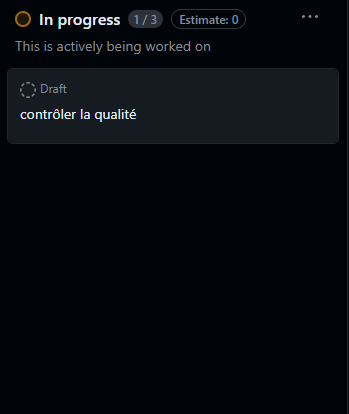 In progress 1 / 3 Estimate: 0
This is actively being worked on
Draft
contrôler la qualité